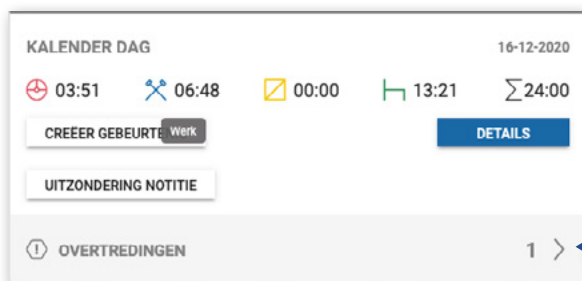 KALENDER DAG 16-12-2020
03:51 06:48 00:00 13:21 ∑24:00
CREËER GEBEURTE Werk DETAILS
UITZONDERING NOTITIE
OVERTREDINGEN 1